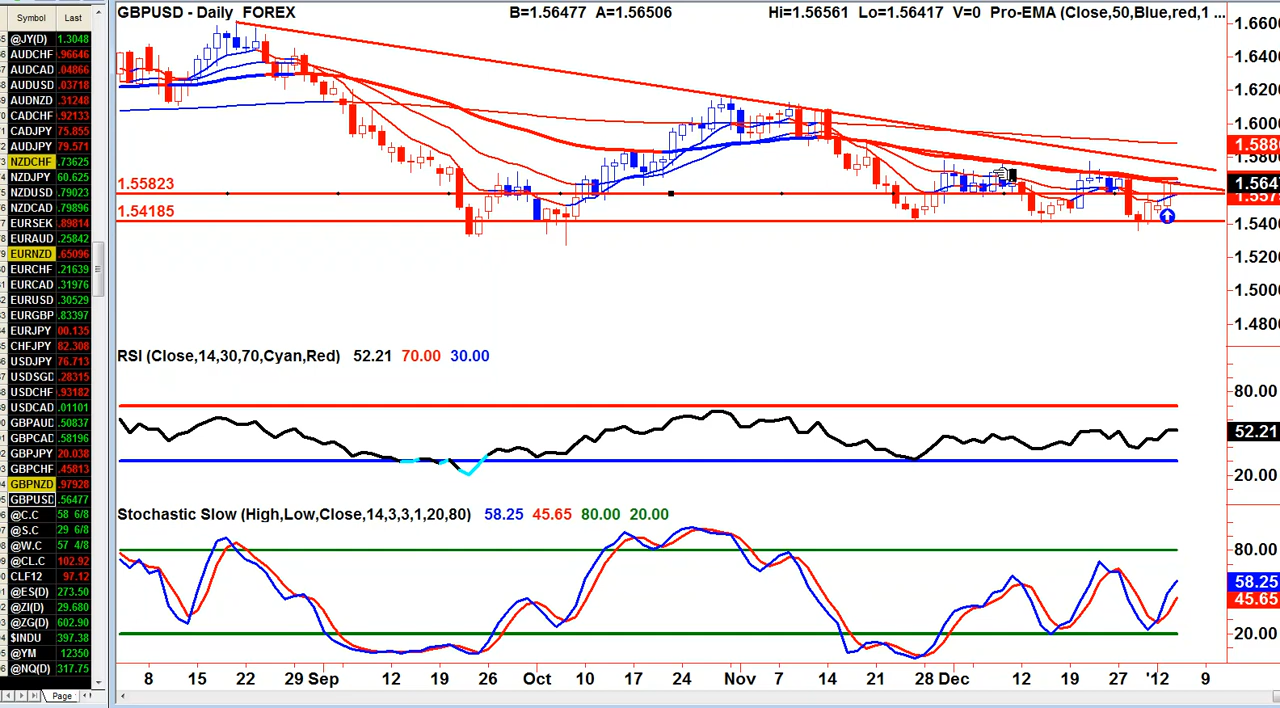 Symbol Last
@JY(D) 1.3048
AUDCHF .96646
AUDCAD .04866
AUDUSD .03718
AUDNZD .31248
CADCHF .92133
CADJPY 75.855
AUDJPY 79.571
NZDCHF .73625
NZDJPY 60.625
NZDUSD .79023
NZDCAD .79896
EURSEK .89814
EURAUD .25842
EURNZD .65096
EURCHF .21639
EURCAD .31976
EURUSD .30529
EURGBP .83397
EURJPY 00.135
CHFJPY 82.308
USDJPY 76.713
USDSGD .28315
USDCHF .93182
USDCAD .01101
GBPAUD .50837
GBPCAD .58196
GBPJPY 20.038
GBPCHF .45813
GBPNZD .97928
GBPUSD .56477
@C.C 58 6/8
@S.C 29 6/8
@W.C 57 4/8
@CL.C 102.92
CLF12 97.12
@ES(D) 273.50
@ZI(D) 29.680
@ZG(D) 602.90
$INDU 397.38
@YM 12350
@NQ(D) 317.75
Page
GBPUSD - Daily FOREX B=1.56477 A=1.56506 Hi=1.56561 Lo=1.56417 V=0 Pro-EMA (Close,50,Blue,red,1 ...
1.6600
1.6400
1.6200
1.6000
1.5880
1.5800
1.55823
1.5647
1.54185
1.5400
1.5200
1.5000
1.4800
RSI (Close,14,30,70,Cyan,Red) 52.21 70.00 30.00
80.00
52.21
20.00
Stochastic Slow (High,Low,Close,14,3,3,1,20,80) 58.25 45.65 80.00 20.00
80.00
58.25
45.65
20.00
8 15 22 29 Sep 12 19 26 Oct 10 17 24 Nov 7 14 21 28 Dec 12 19 27 '12 9